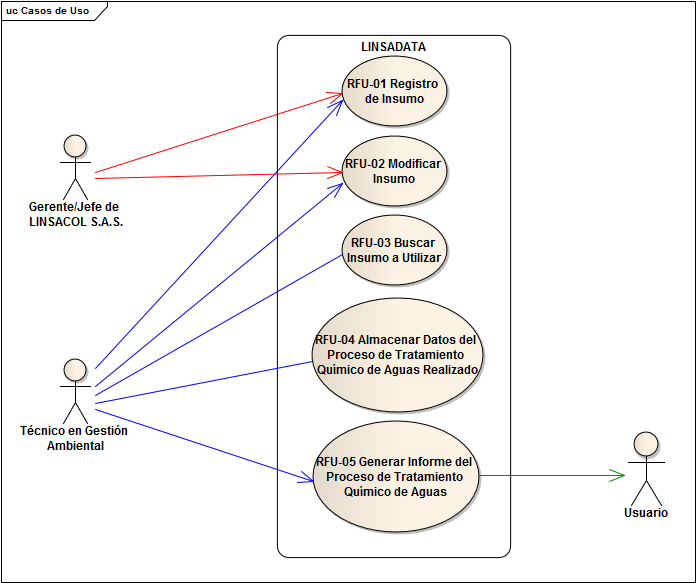 uc Casos de Uso
LINSADATA
RFU-01 Registro
de Insumo
RFU-02 Modificar
Insumo
Gerente/Jefe de
LINSACOL S.A.S.
RFU-03 Buscar
Insumo a Utilizar
RFU-04 Almacenar Datos del
Proceso de Tratamiento
Químico de Aguas Realizado
Técnico en Gestión
Ambiental
RFU-05 Generar Informe del
Proceso de Tratamiento
Químico de Aguas
Usuario